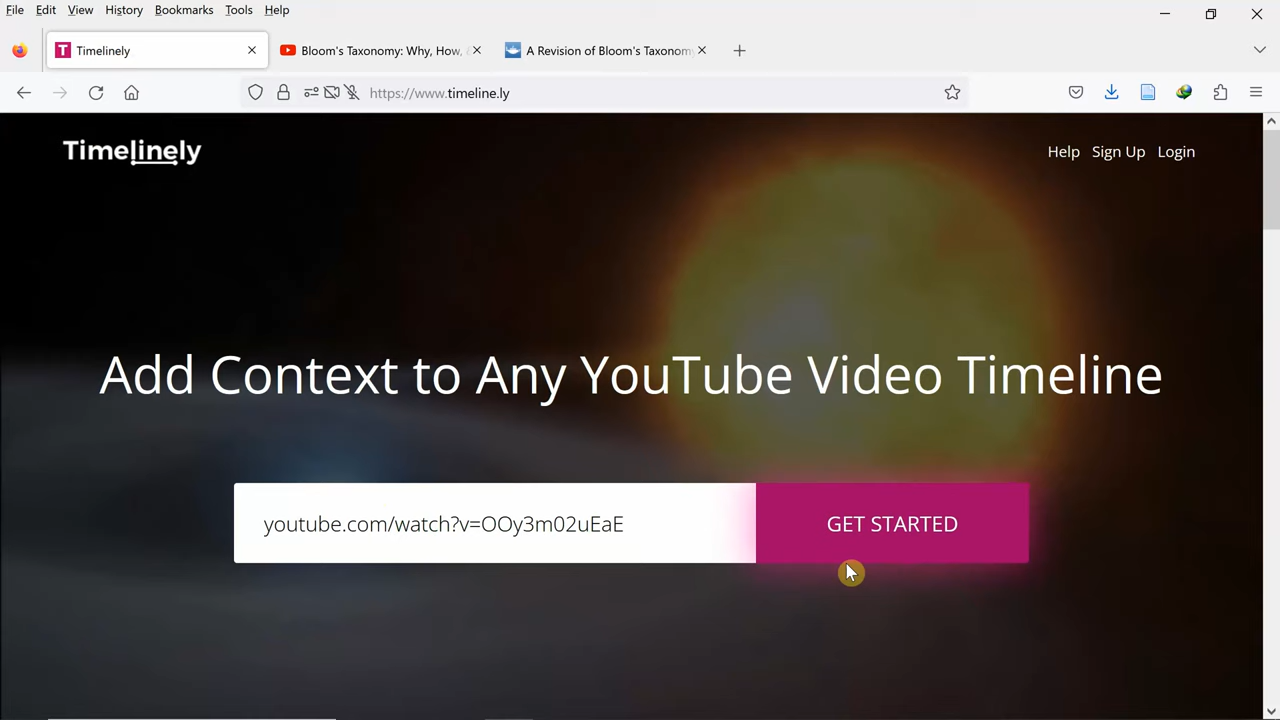 File Edit View History Bookmarks Tools Help
Timelinely
Bloom's Taxonomy: Why, How,
A Revision of Bloom's Taxonomy
https://www.timeline.ly
Timelinely
Help Sign Up Login
Add Context to Any YouTube Video Timeline
youtube.com/watch?v=OOy3m02uEaE
GET STARTED